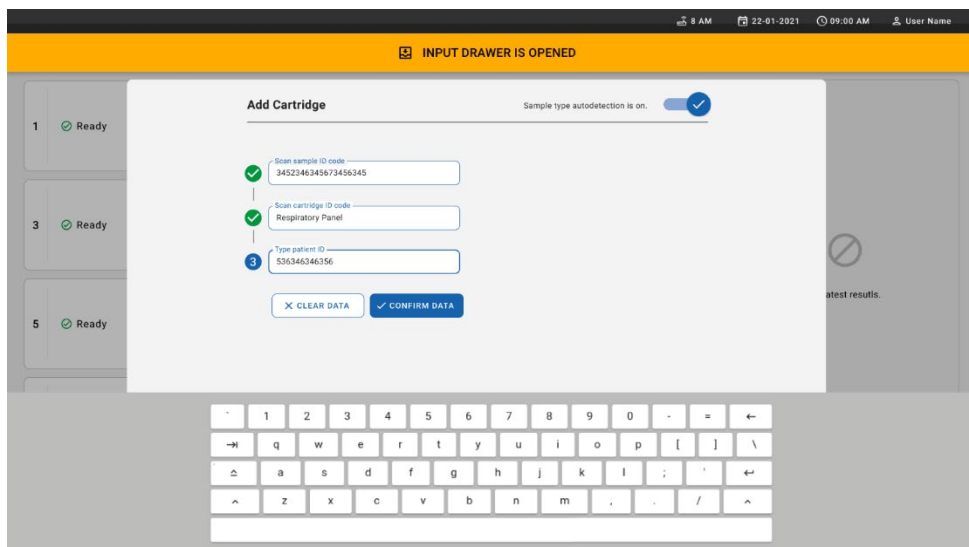 8 AM 22-01-2021 09:00 AM User Name
INPUT DRAWER IS OPENED
Add Cartridge
Sample type autodetection is on.
1 Ready
3 Ready
5 Ready
Scan sample ID code
3452346345673456345
Scan cartridge ID code
Respiratory Panel
3
Type patient ID
536346346356
CLEAR DATA CONFIRM DATA
atest resutls.
` 1 2 3 4 5 6 7 8 9 0 - =
q w e r t y u i o p [ ] \
a s d f g h j k l ; '
z x c v b n m , . /